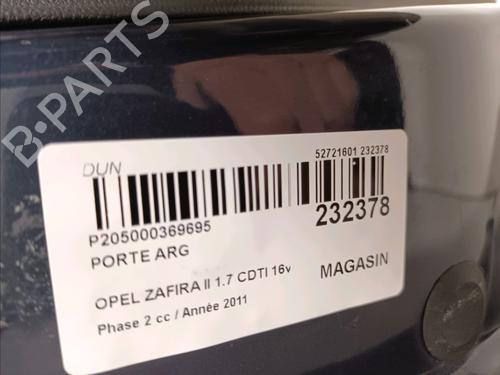 B-PARTS
DUN
52721601 232378
P205000369695
232378
PORTE ARG
MAGASIN
OPEL ZAFIRA II 1.7 CDTI 16v
Phase 2 cc / Année 2011